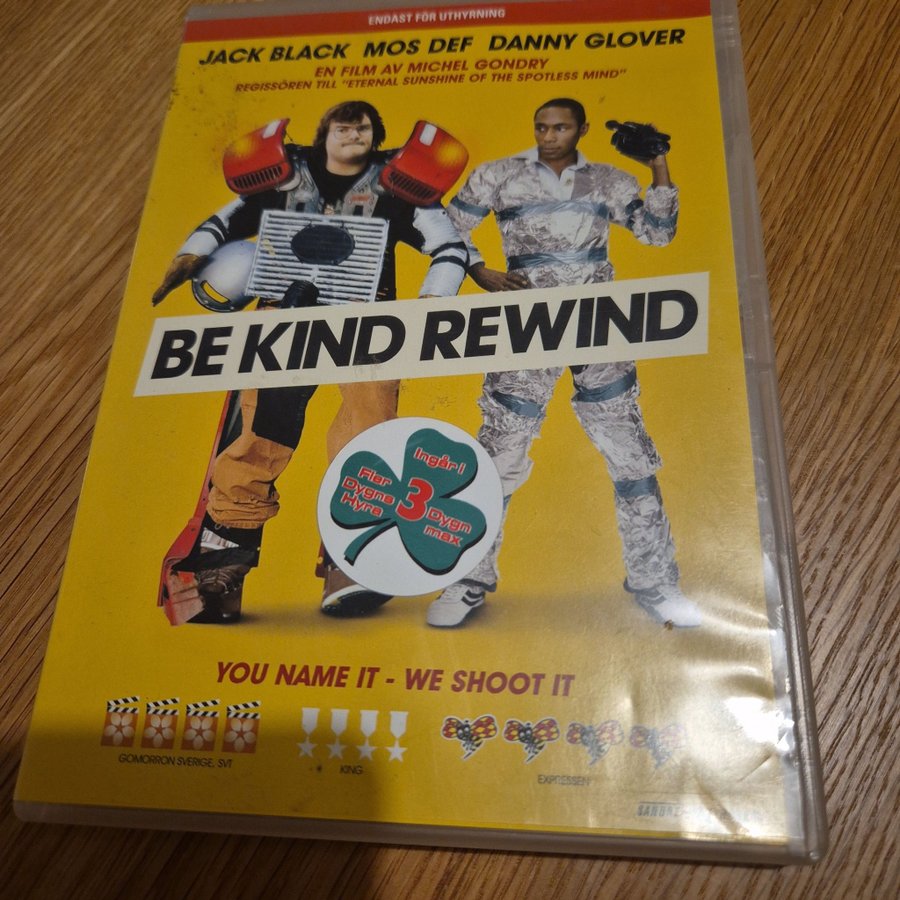 ENDAST FÖR UTHYRNING
JACK BLACK MOS DEF DANNY GLOVER
EN FILM AV MICHEL GONDRY
REGISSÖREN TILL "ETERNAL SUNSHINE OF THE SPOTLESS MIND"
BE KIND REWIND
Ingår i
Fler
Dygns
Hyra
3
Dygn
max
YOU NAME IT - WE SHOOT IT
GOMORRON SVERIGE, SVT
KING
EXPRESSEN